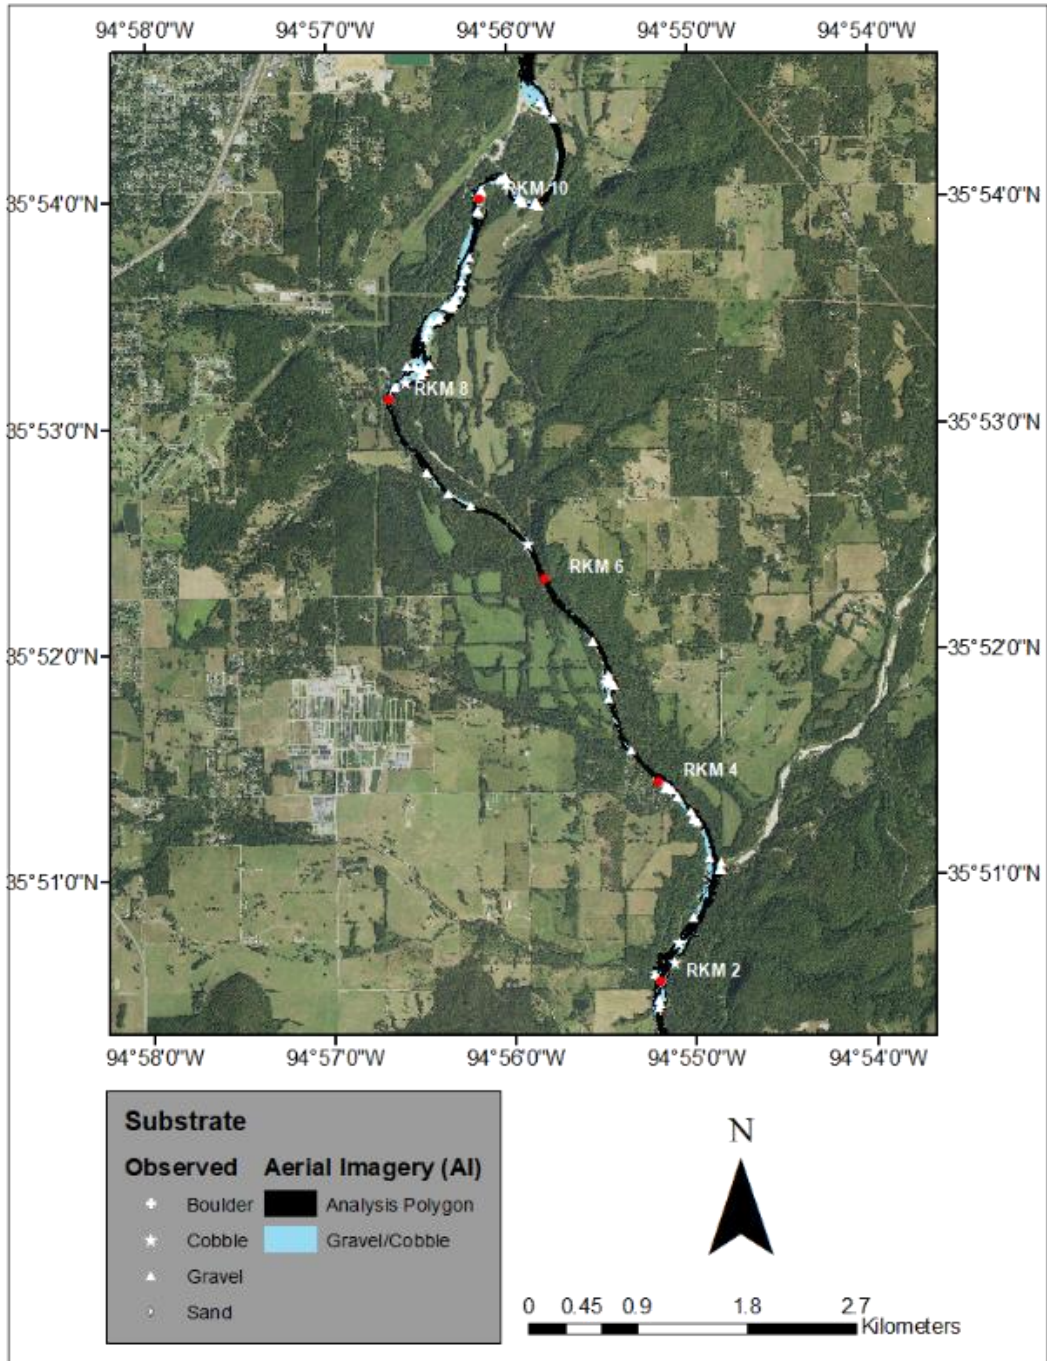 94°58'0"W 94°57'0"W 94°56'0"W 94°55'0"W 94°54'0"W
RKM 10
35°54'0"N 35°54'0"N
RKM 8
35°53'0"N 35°53'0"N
RKM 6
35°52'0"N 35°52'0"N
RKM 4
35°51'0"N 35°51'0"N
RKM 2
94°58'0"W 94°57'0"W 94°56'0"W 94°55'0"W 94°54'0"W
Substrate
Observed Aerial Imagery (AI)
Boulder Analysis Polygon
Cobble Gravel/Cobble
Gravel
Sand
N
0 0.45 0.9 1.8 2.7
Kilometers